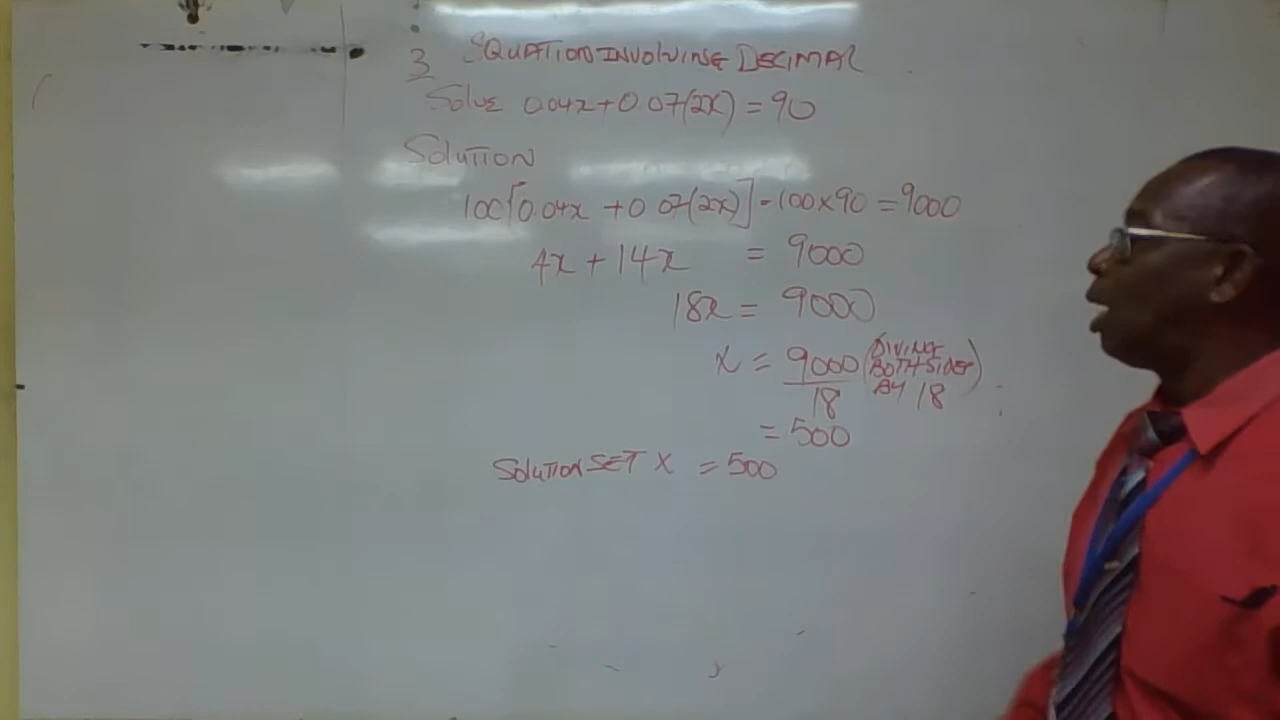 3 EQUATION INVOLVING DECIMAL
Solve 0.04x + 0.07(2x) = 90
Solution
100[0.04x + 0.07(2x)] = 100 × 90 = 9000
4x + 14x = 9000
18x = 9000
x = 9000/18 (DIVING BOTH SIDES BY 18)
= 500
Solution SET x = 500